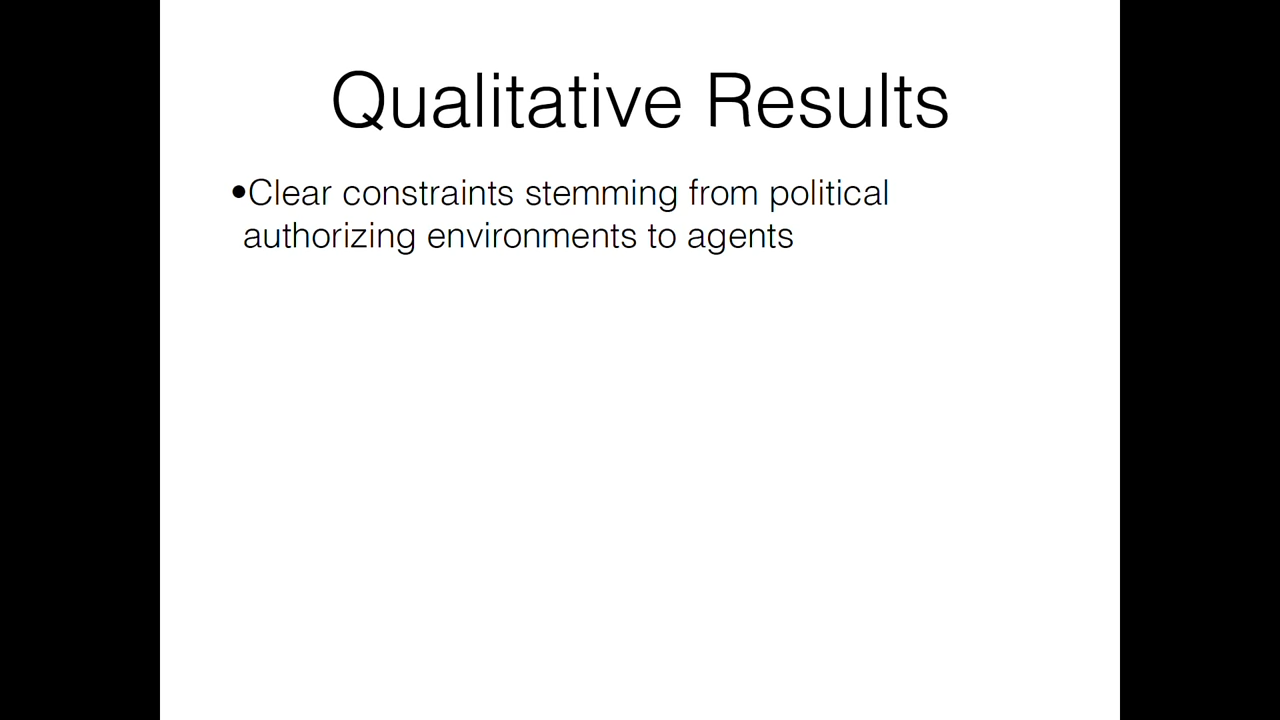 Qualitative Results
•Clear constraints stemming from political
authorizing environments to agents